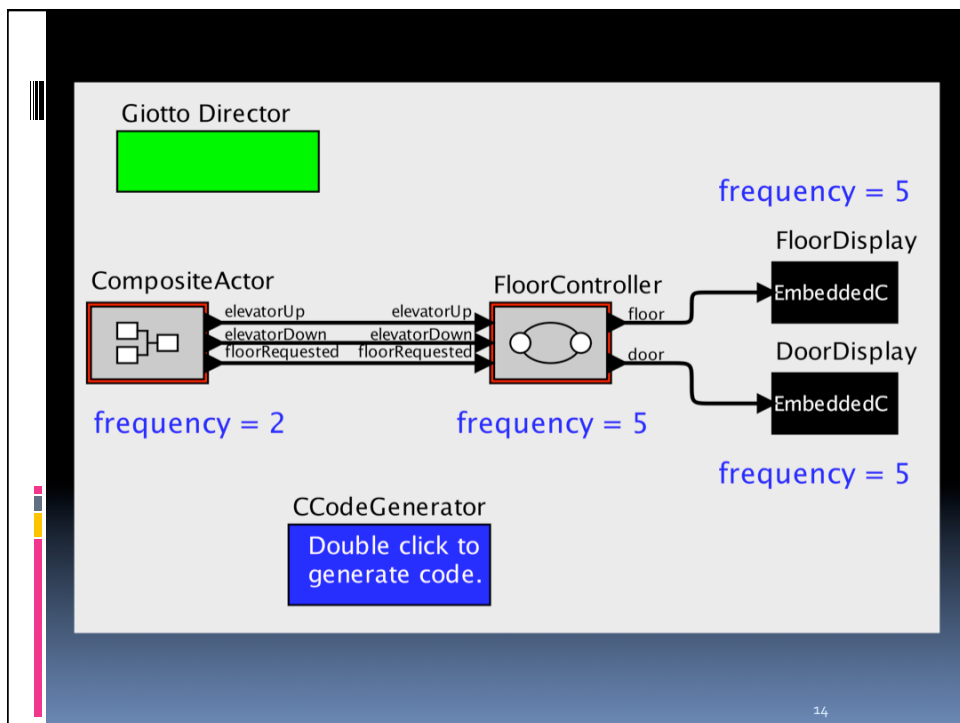 Giotto Director
frequency = 5
FloorDisplay
CompositeActor
FloorController
EmbeddedC
elevatorUp
elevatorUp
floor
elevatorDown
elevatorDown
floorRequested
floorRequested
door
DoorDisplay
EmbeddedC
frequency = 2
frequency = 5
frequency = 5
CCodeGenerator
Double click to
generate code.
14